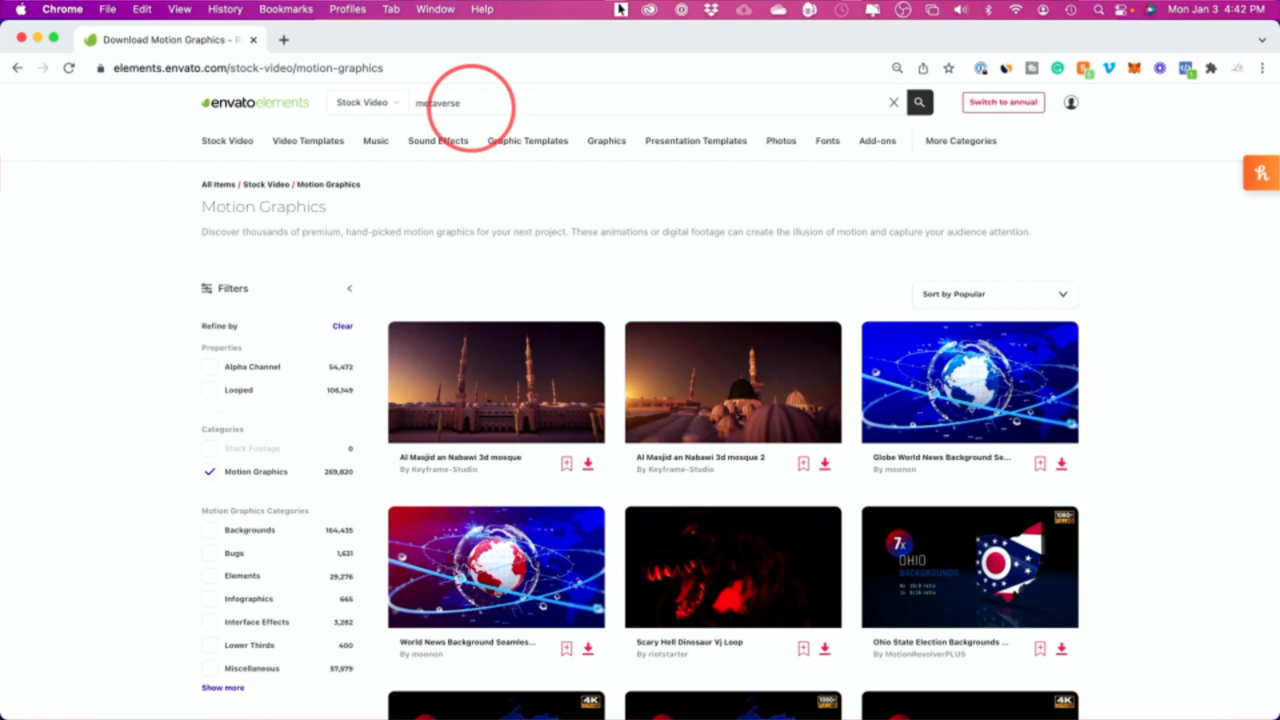 Chrome File Edit View History Bookmarks Profiles Tab Window Help Mon Jan 3 4:42 PM
Download Motion Graphics - F
elements.envato.com/stock-video/motion-graphics
envatoelements Stock Video metaverse Switch to annual
Stock Video Video Templates Music Sound Effects Graphic Templates Graphics Presentation Templates Photos Fonts Add-ons More Categories
All Items / Stock Video / Motion Graphics
Motion Graphics
Discover thousands of premium, hand-picked motion graphics for your next project. These animations or digital footage can create the illusion of motion and capture your audience attention.
Filters
Sort by Popular
Refine by Clear
Properties
Alpha Channel 54,472
Looped 106,149
Categories
Stock Footage 0
Motion Graphics 269,820
Motion Graphics Categories
Backgrounds 164,435
Bugs 1,631
Elements 29,276
Infographics 665
Interface Effects 3,282
Lower Thirds 400
Miscellaneous 57,579
Show more
Al Masjid an Nabawi 3d mosque
By Keyframe-Studio
Al Masjid an Nabawi 3d mosque 2
By Keyframe-Studio
Globe World News Background Se...
By moonon
World News Background Seamles...
By moonon
Scary Hell Dinosaur Vj Loop
By riotstarter
7x
OHIO
BACKGROUNDS
Ohio State Election Backgrounds ...
By MotionRevolverPLUS
4K
1080p
4K